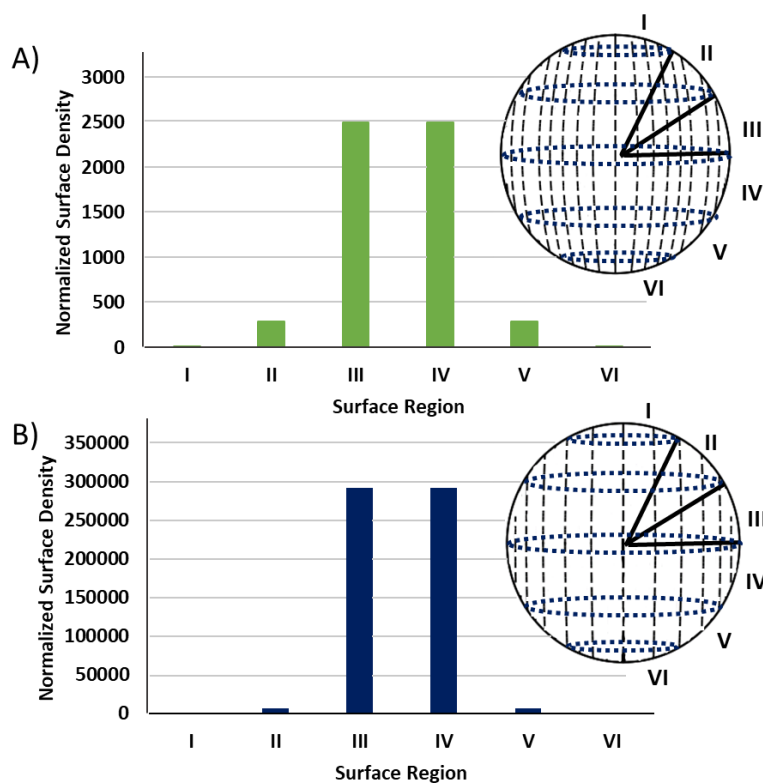 A)
Normalized Surface Density
3000
2500
2000
1500
1000
500
0
I II III IV V VI
Surface Region
I
II
III
IV
V
VI
B)
Normalized Surface Density
350000
300000
250000
200000
150000
100000
50000
0
I II III IV V VI
Surface Region
I
II
III
IV
V
VI